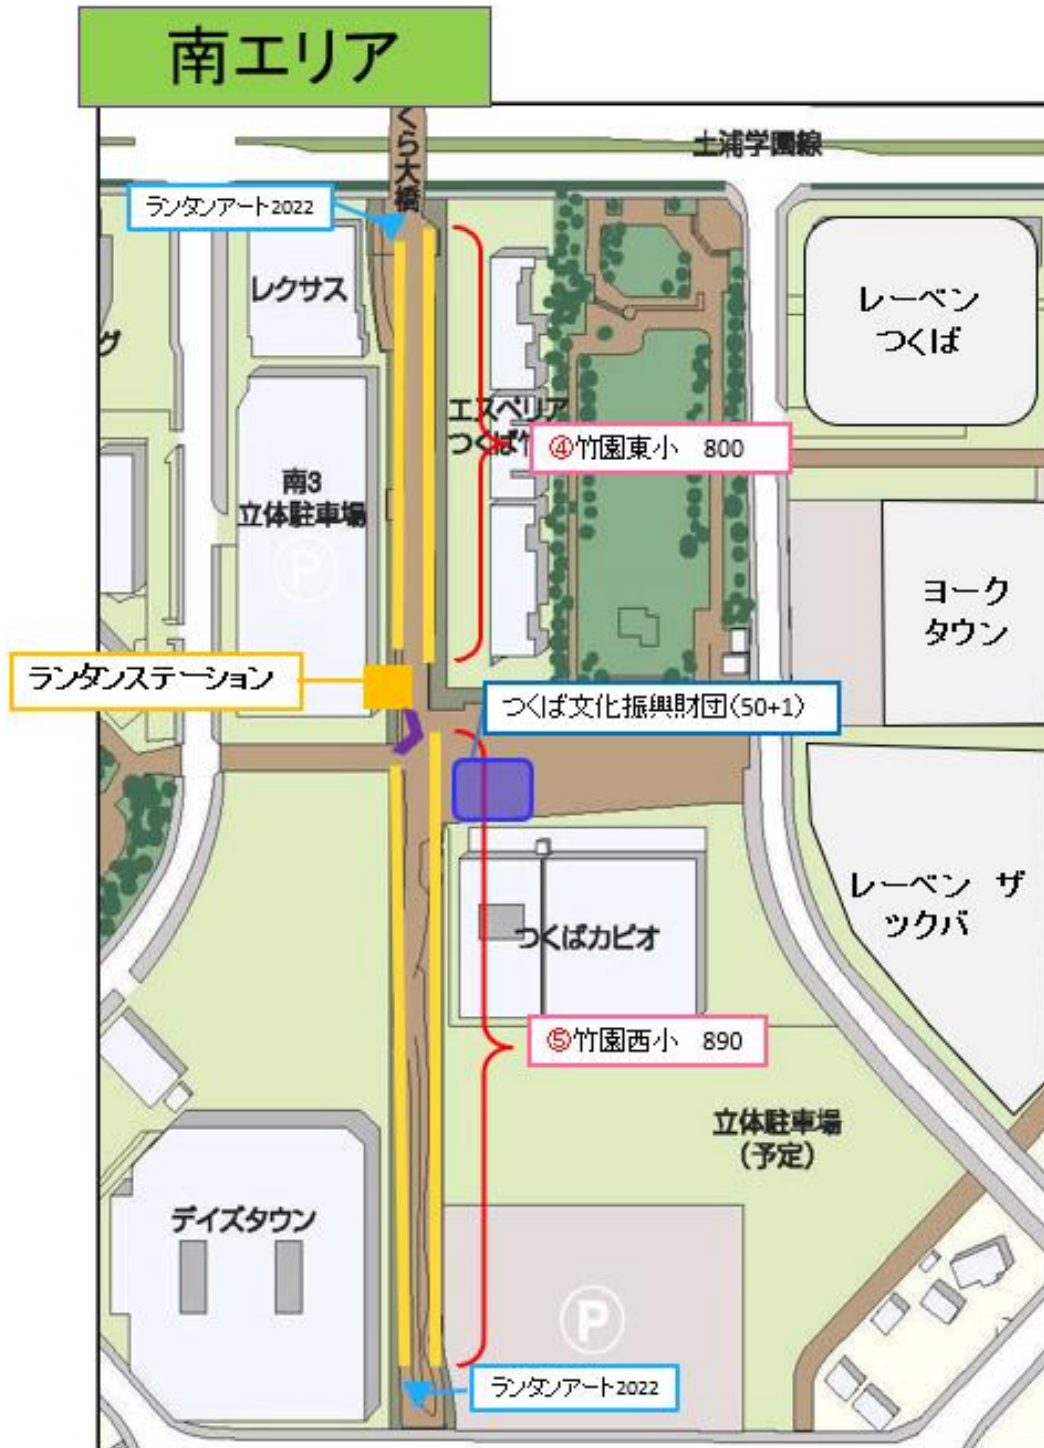 南エリア
くら大橋
土浦学園線
ランタンアート2022
レクサス
レーベン
つくば
グ
エスペリア
つくば竹
④竹園東小 800
南3
立体駐車場
P
ヨーク
タウン
ランタンステーション
つくば文化振興財団(50+1)
レーベン ザ
ツクバ
つくばカピオ
⑤竹園西小 890
立体駐車場
(予定)
デイズタウン
P
ランタンアート2022